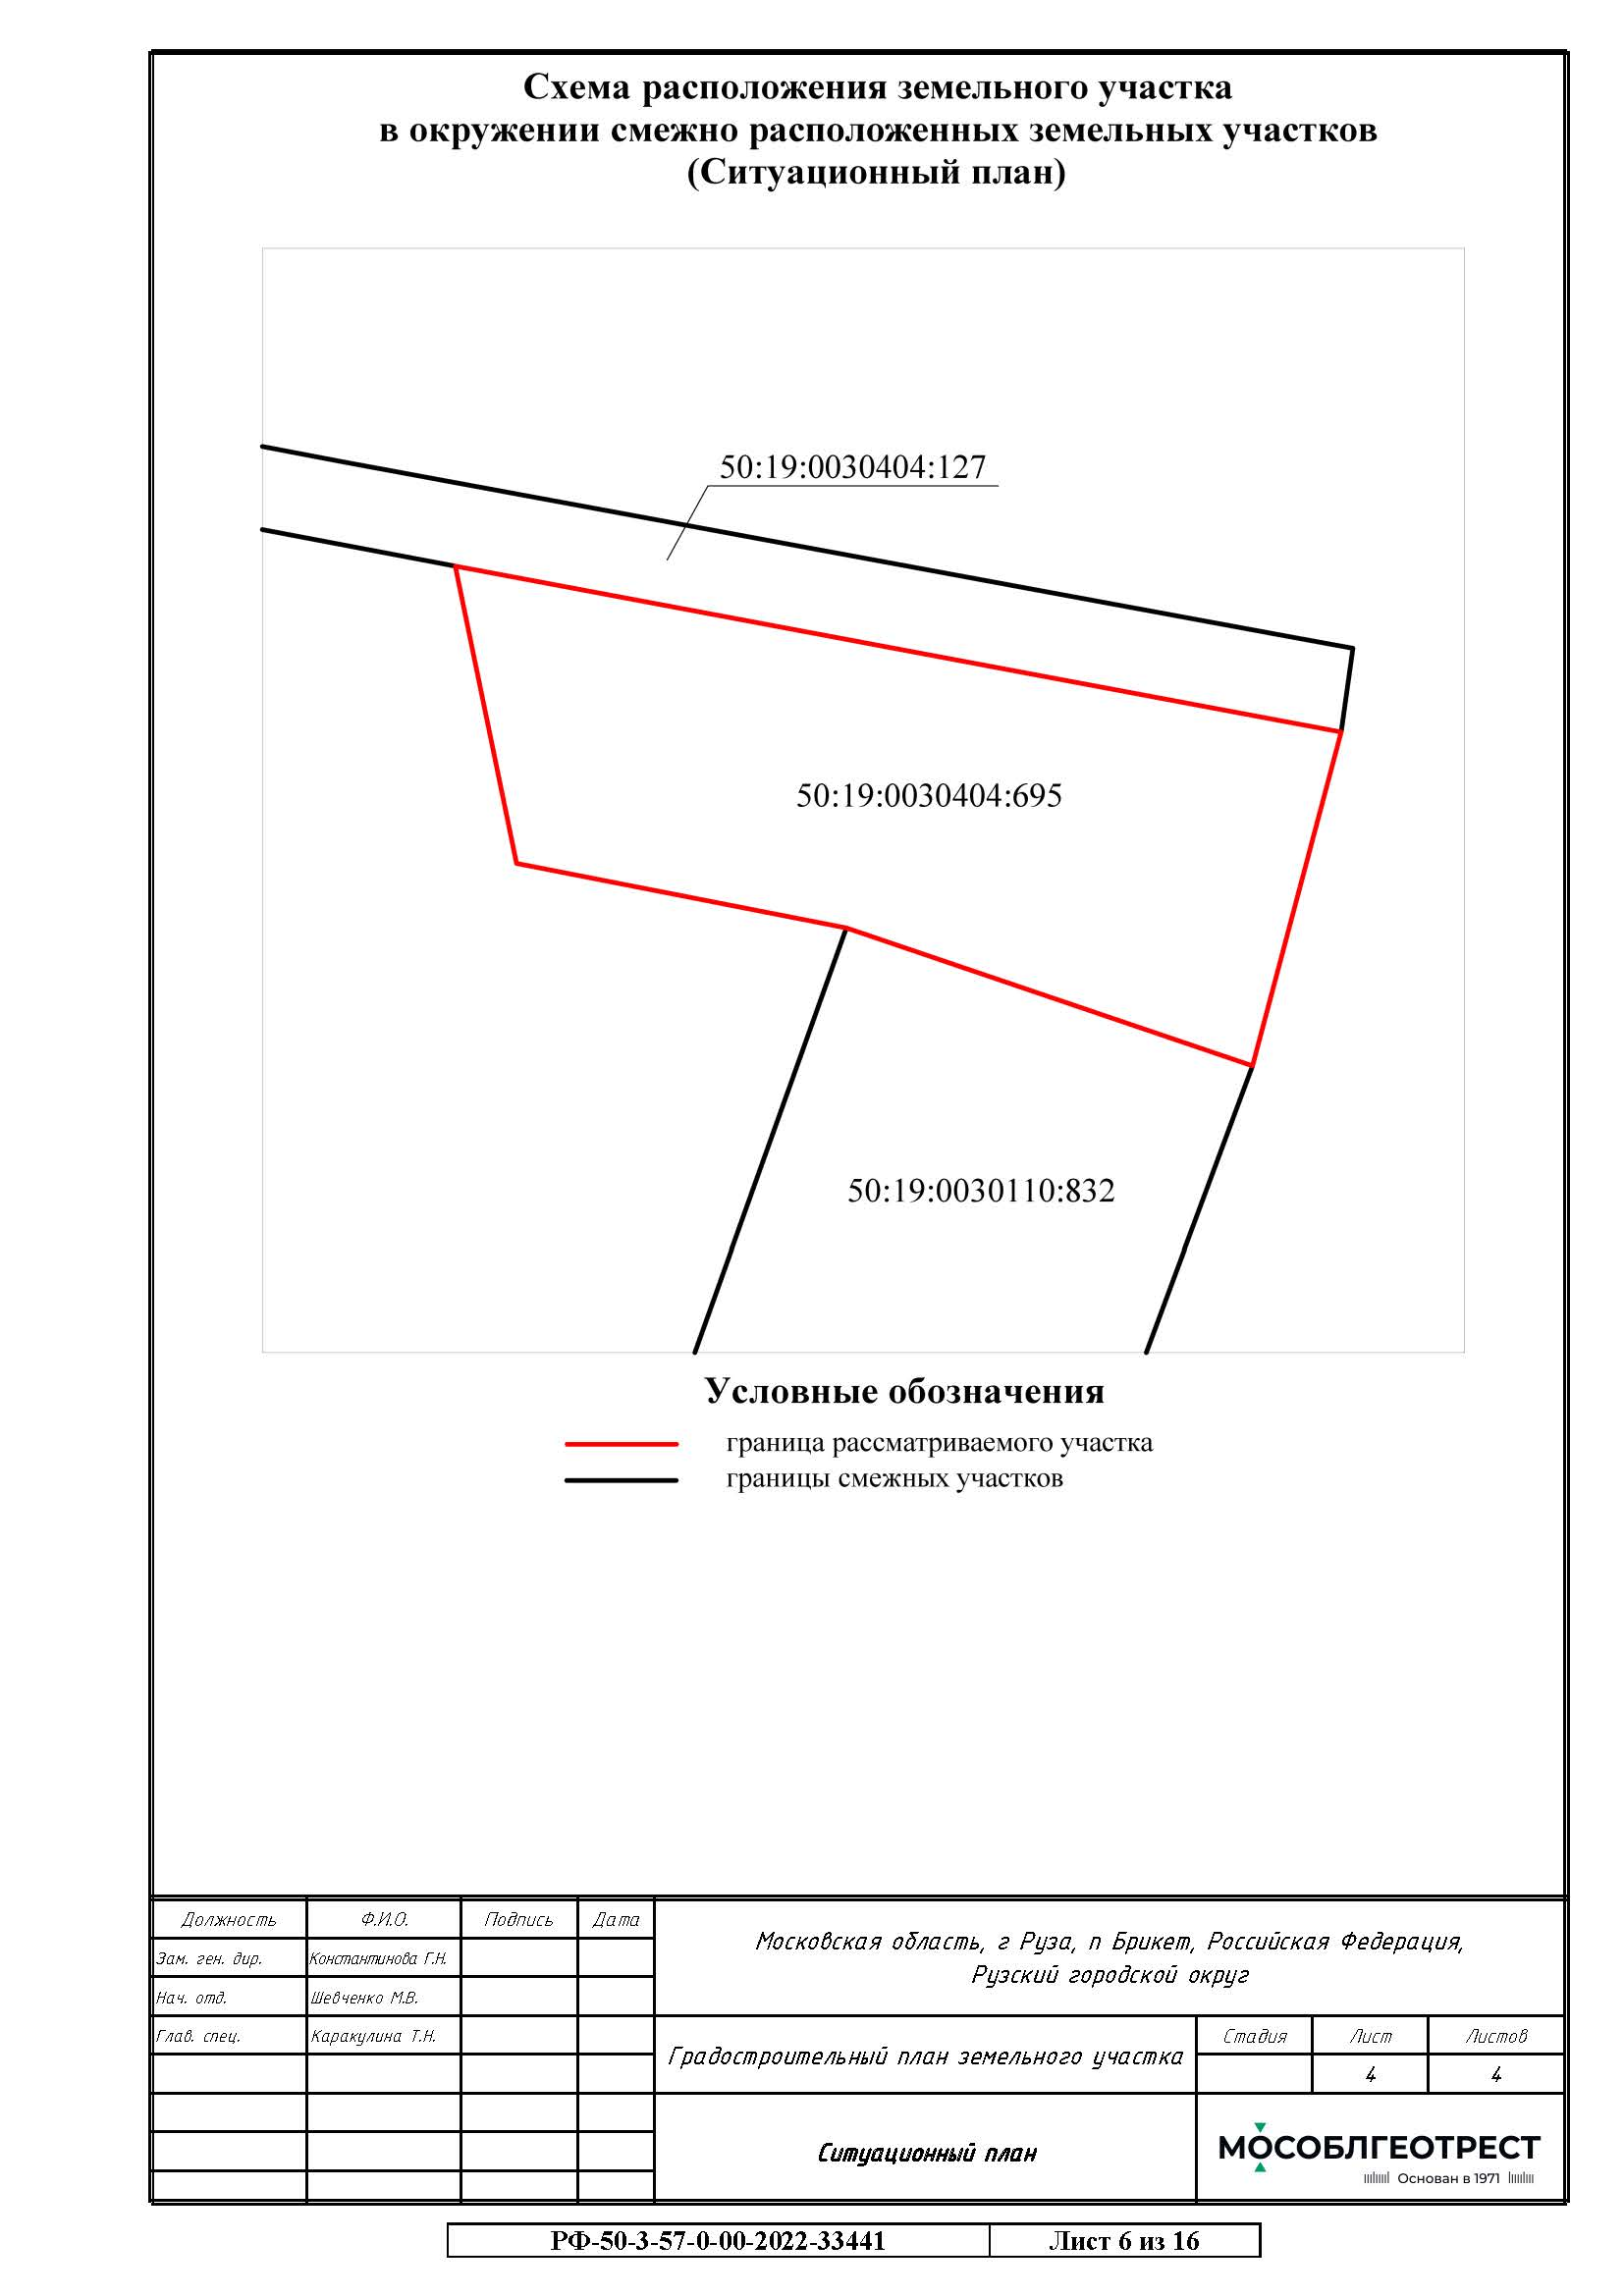 Схема расположения земельного участка
в окружении смежно расположенных земельных участков
(Ситуационный план)
50:19:0030404:127
50:19:0030404:695
50:19:0030110:832
Условные обозначения
граница рассматриваемого участка
границы смежных участков
Должность Ф.И.О. Подпись Дата
Московская область, г Руза, п Брикет, Российская Федерация,
Рузский городской округ
Зам. ген. дир. Константинова Г.Н.
Нач. отд. Шевченко М.В.
Глав. спец. Каракулина Т.Н.
Градостроительный план земельного участка
Стадия Лист Листов
4 4
Ситуационный план
МОСОБЛГЕОТРЕСТ
Основан в 1971
РФ-50-3-57-0-00-2022-33441 Лист 6 из 16